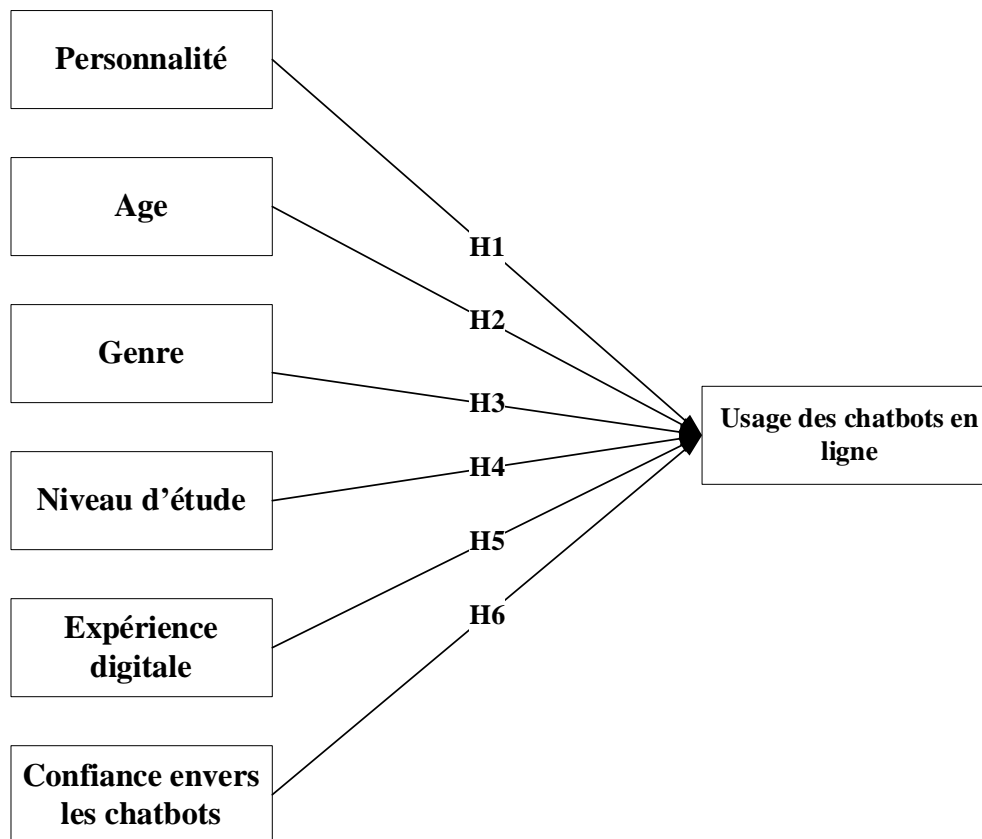 Personnalité
Age
Genre
Niveau d'étude
Expérience
digitale
Confiance envers
les chatbots
H1
H2
H3
H4
H5
H6
Usage des chatbots en
ligne